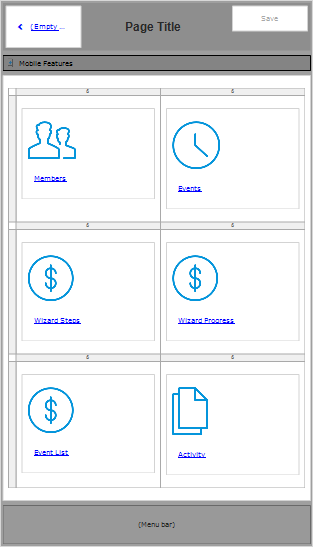 (Empty ...
Page Title
Save
Mobile Features
6 6
Members
Events
6 6
Wizard Steps
Wizard Progress
6 6
Event List
Activity
(Menu bar)